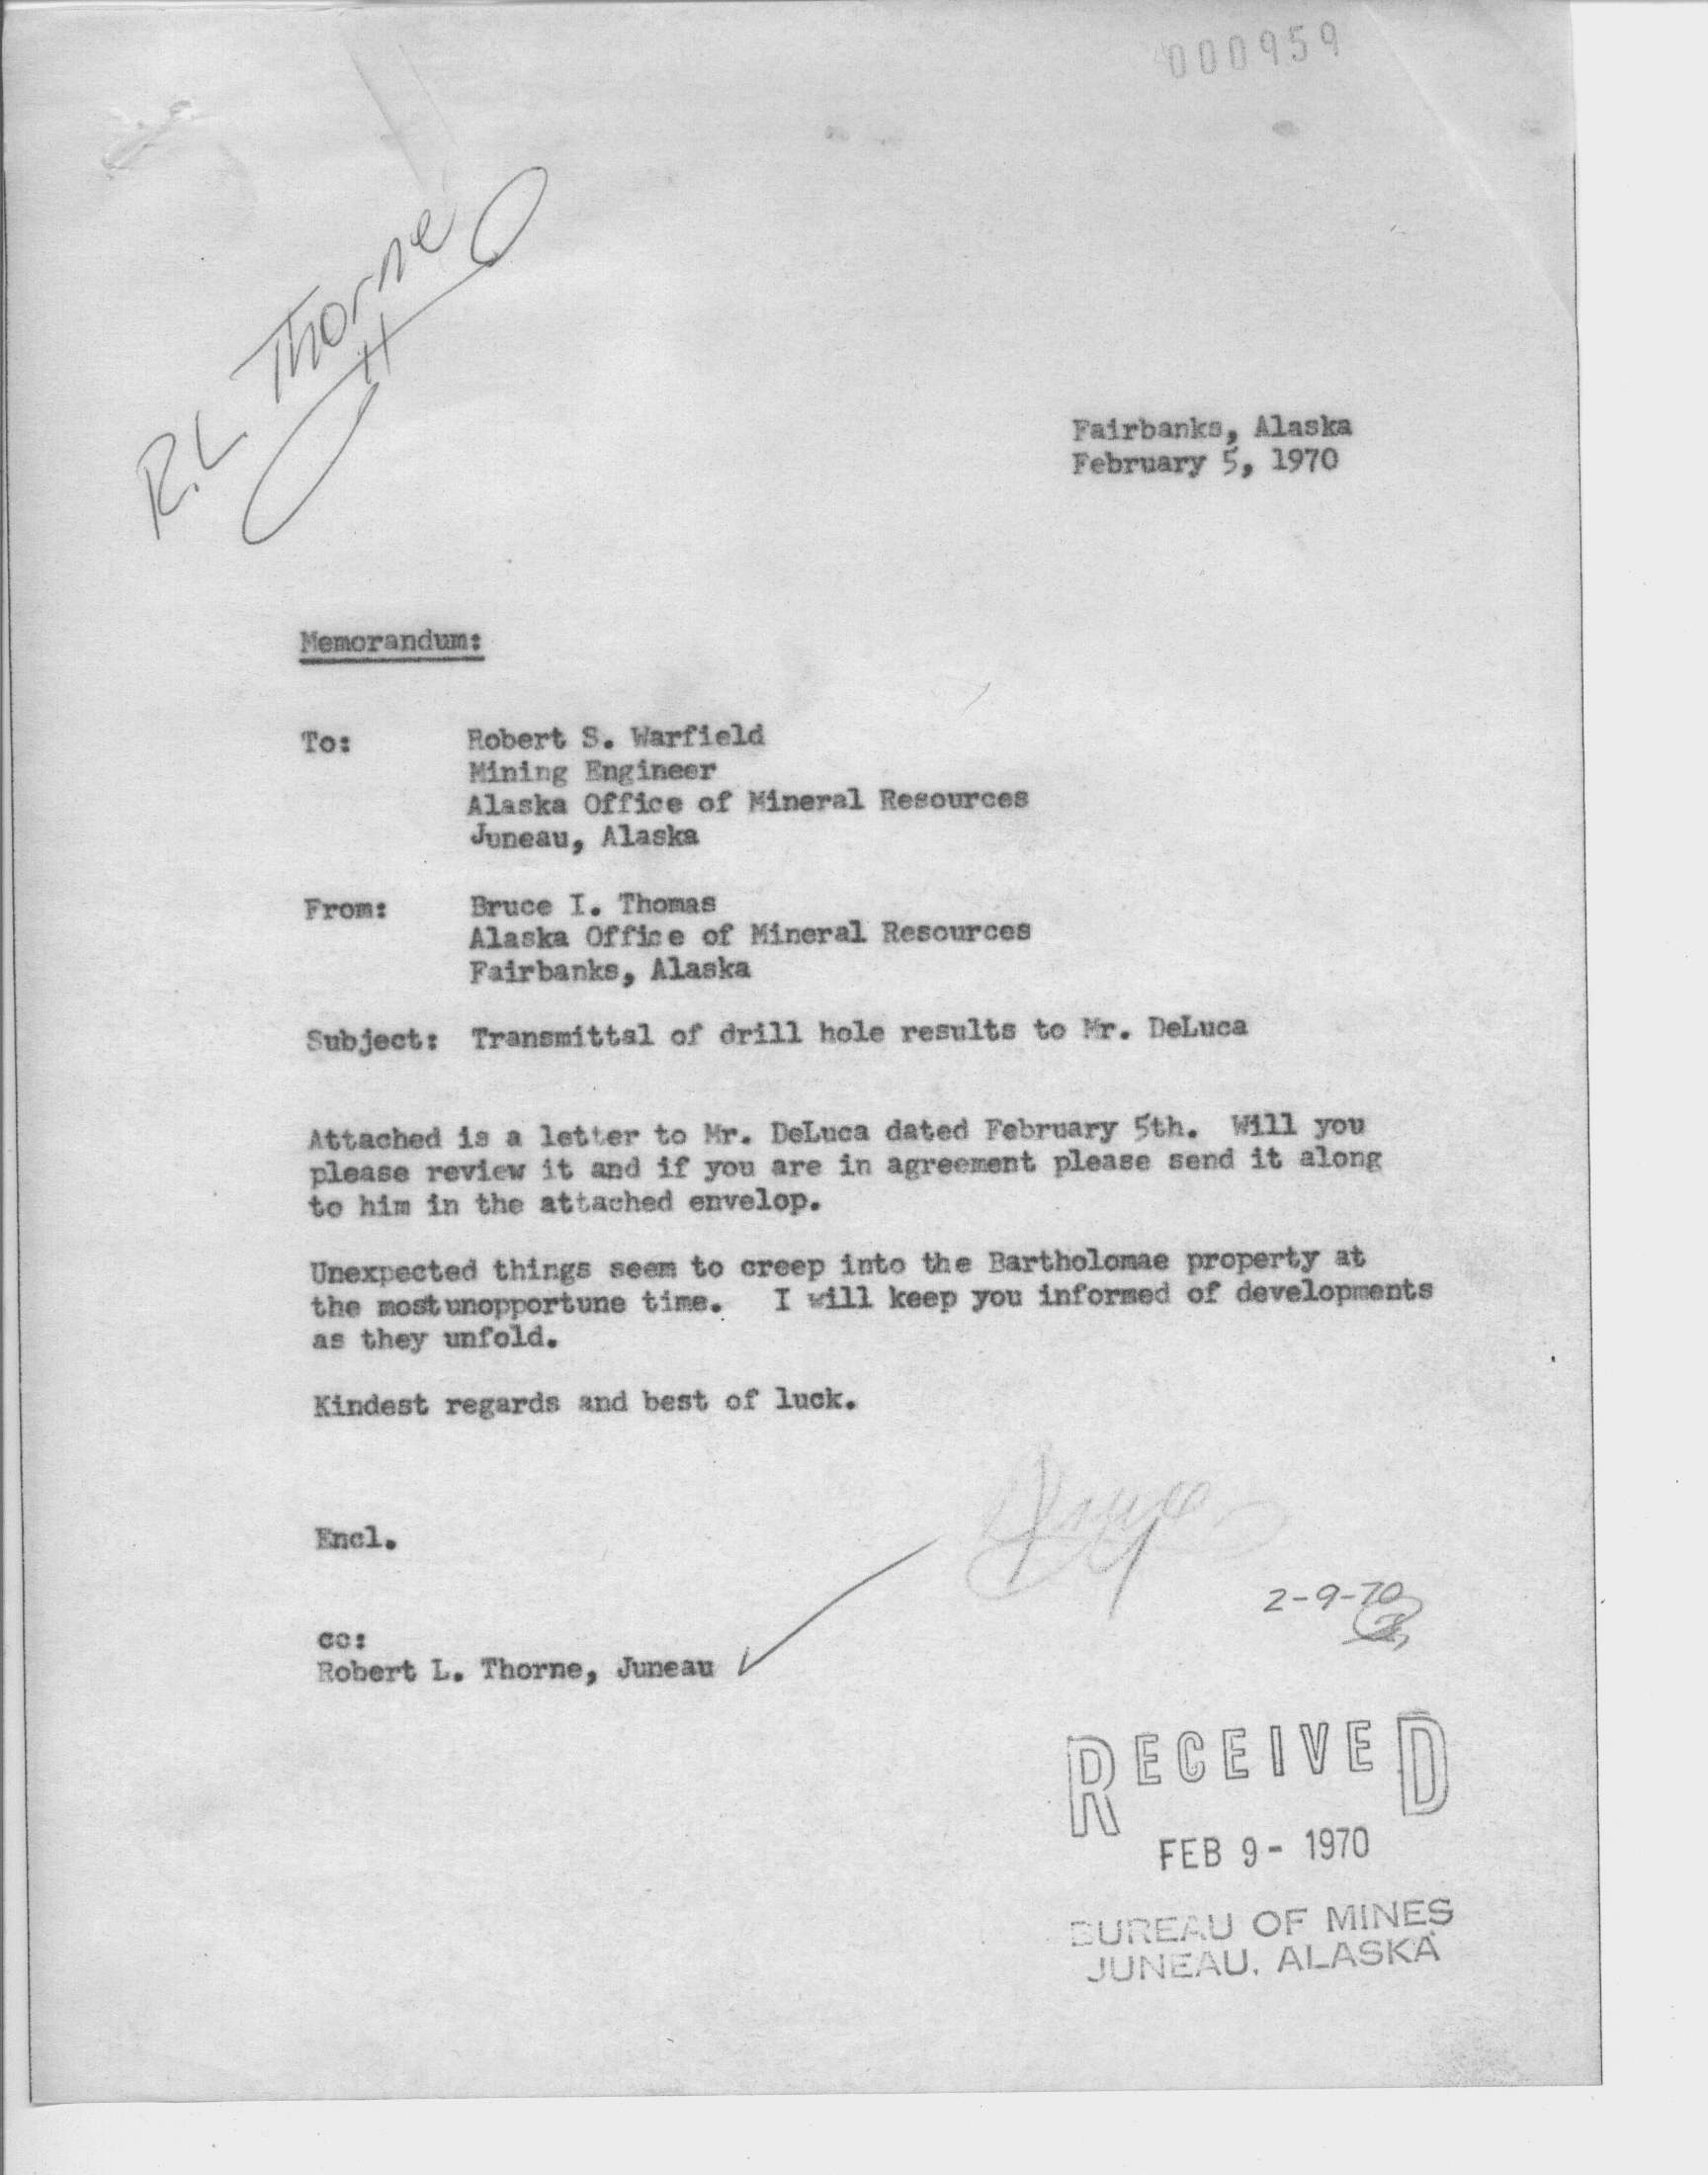 000959
R.L Thorne
Fairbanks, Alaska
February 5, 1970
Memorandum:
To: Robert S. Warfield
Mining Engineer
Alaska Office of Mineral Resources
Juneau, Alaska
From: Bruce I. Thomas
Alaska Office of Mineral Resources
Fairbanks, Alaska
Subject: Transmittal of drill hole results to Mr. DeLuca
Attached is a letter to Mr. DeLuca dated February 5th. Will you
please review it and if you are in agreement please send it along
to him in the attached envelop.
Unexpected things seem to creep into the Bartholomae property at
the most unopportune time. I will keep you informed of developments
as they unfold.
Kindest regards and best of luck.
Bruce
Encl.
2-9-70
cc:
Robert L. Thorne, Juneau
RECEIVED
FEB 9 - 1970
BUREAU OF MINES
JUNEAU, ALASKA